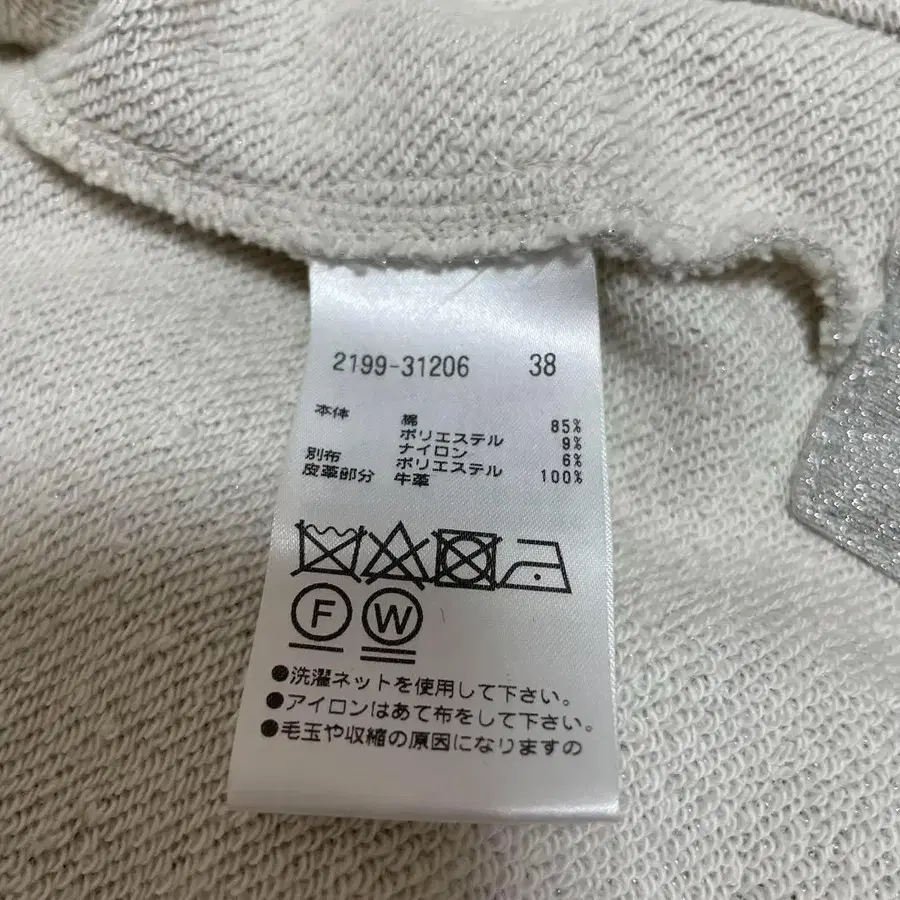 2199-31206 38
本体 綿 85%
ポリエステル 9%
ナイロン 6%
別布 ポリエステル 100%
皮革部分 牛革
F W
●洗濯ネットを使用して下さい。
●アイロンはあて布をして下さい。
●毛玉や収縮の原因になりますの